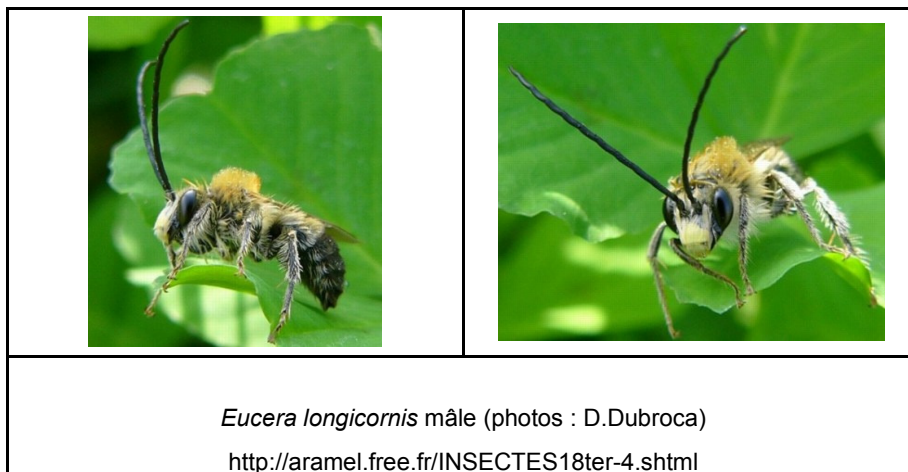 Eucera longicornis mâle (photos : D.Dubroca)
http://aramel.free.fr/INSECTES18ter-4.shtml